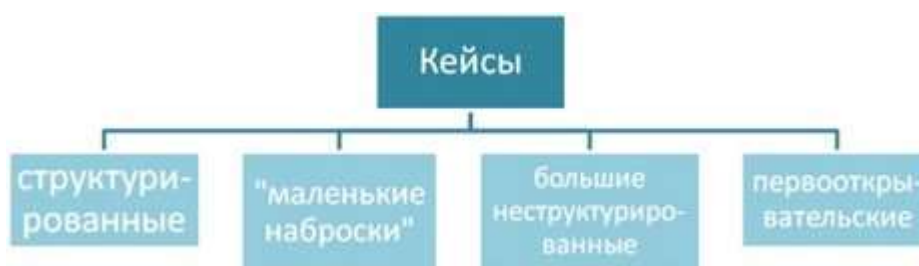 Кейсы
структури-
рованные
"маленькие
наброски"
большие
неструктуриро-
ванные
первооткры-
вательские